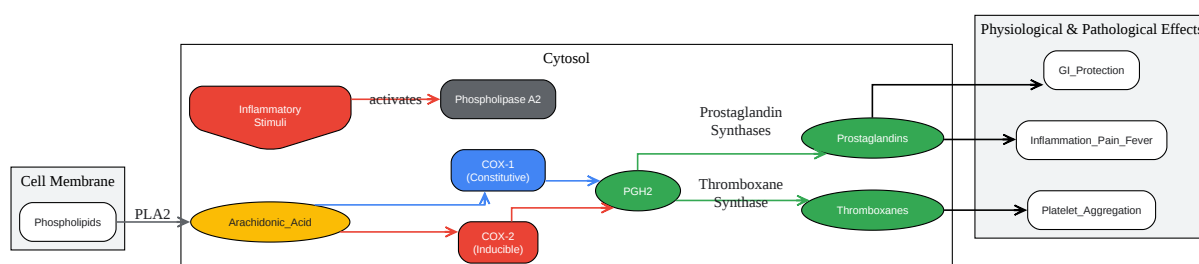 Physiological & Pathological Effects
Cytosol
GI_Protection
Inflammatory
Stimuli
activates
Phospholipase A2
Prostaglandin
Synthases
Prostaglandins
Inflammation_Pain_Fever
COX-1
(Constitutive)
Cell Membrane
Phospholipids
PLA2
Arachidonic_Acid
PGH2
Thromboxane
Synthase
Thromboxanes
Platelet_Aggregation
COX-2
(Inducible)